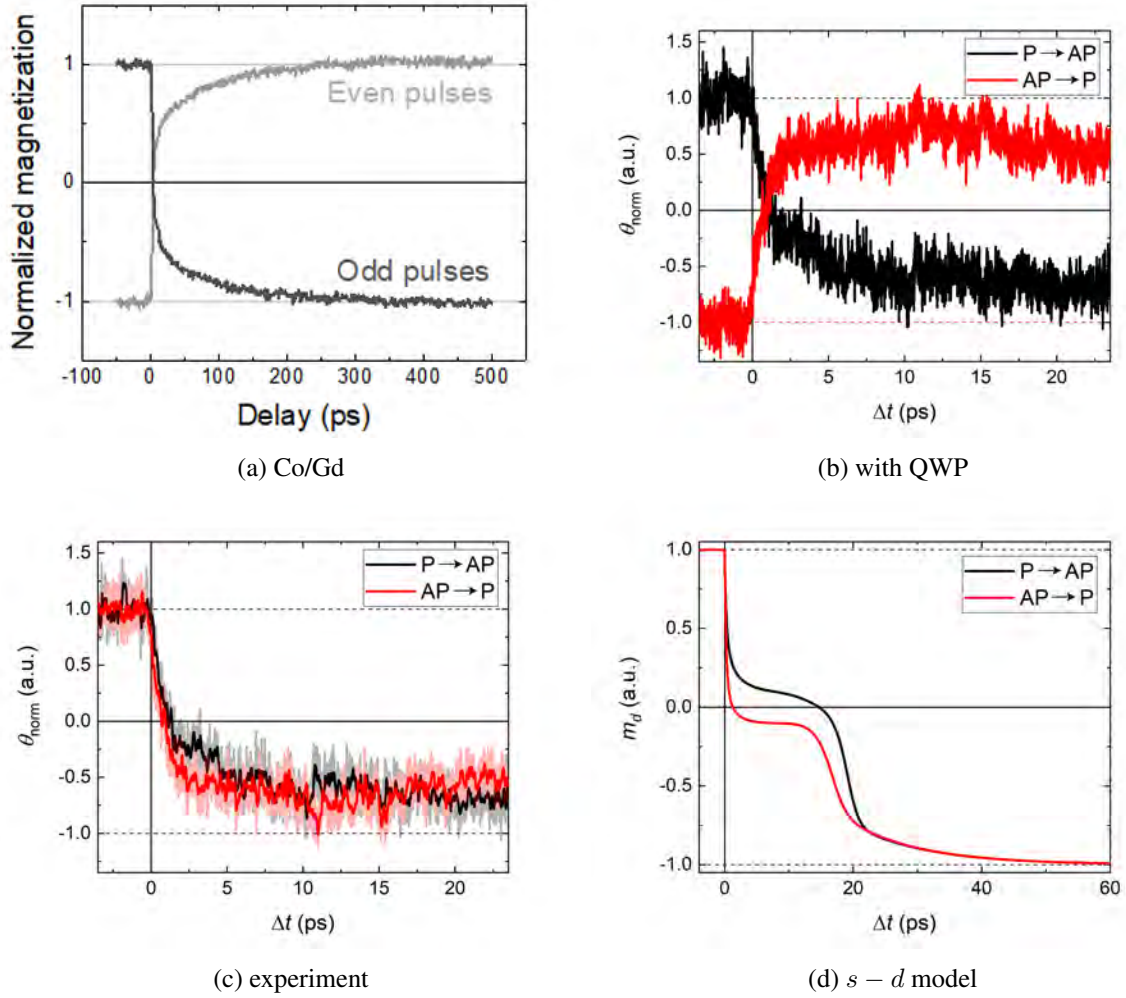 Normalized magnetization
1
0
-1
Even pulses
Odd pulses
-100 0 100 200 300 400 500
Delay (ps)
(a) Co/Gd
θnorm (a.u.)
1.5
1.0
0.5
0.0
-0.5
-1.0
P→AP
AP→P
0 5 10 15 20
Δt (ps)
(b) with QWP
θnorm (a.u.)
1.5
1.0
0.5
0.0
-0.5
-1.0
P→AP
AP→P
0 5 10 15 20
Δt (ps)
(c) experiment
md (a.u.)
1.0
0.5
0.0
-0.5
-1.0
P→AP
AP→P
0 20 40 60
Δt (ps)
(d) s − d model